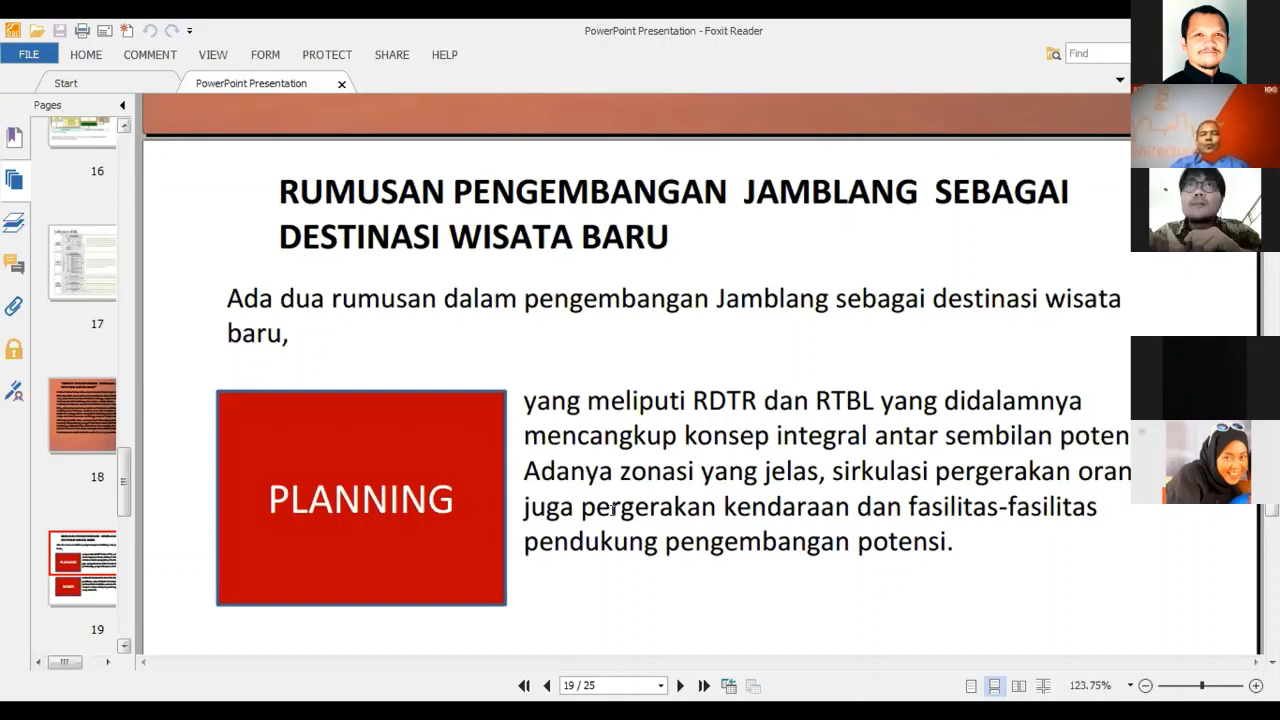 PowerPoint Presentation - Foxit Reader
FILE HOME COMMENT VIEW FORM PROTECT SHARE HELP
Find
Start
PowerPoint Presentation
Pages
16
17
18
19
RUMUSAN PENGEMBANGAN JAMBLANG SEBAGAI
DESTINASI WISATA BARU
Ada dua rumusan dalam pengembangan Jamblang sebagai destinasi wisata
baru,
PLANNING
yang meliputi RDTR dan RTBL yang didalamnya
mencangkup konsep integral antar sembilan poten
Adanya zonasi yang jelas, sirkulasi pergerakan oran
juga pergerakan kendaraan dan fasilitas-fasilitas
pendukung pengembangan potensi.
19 / 25
123.75%